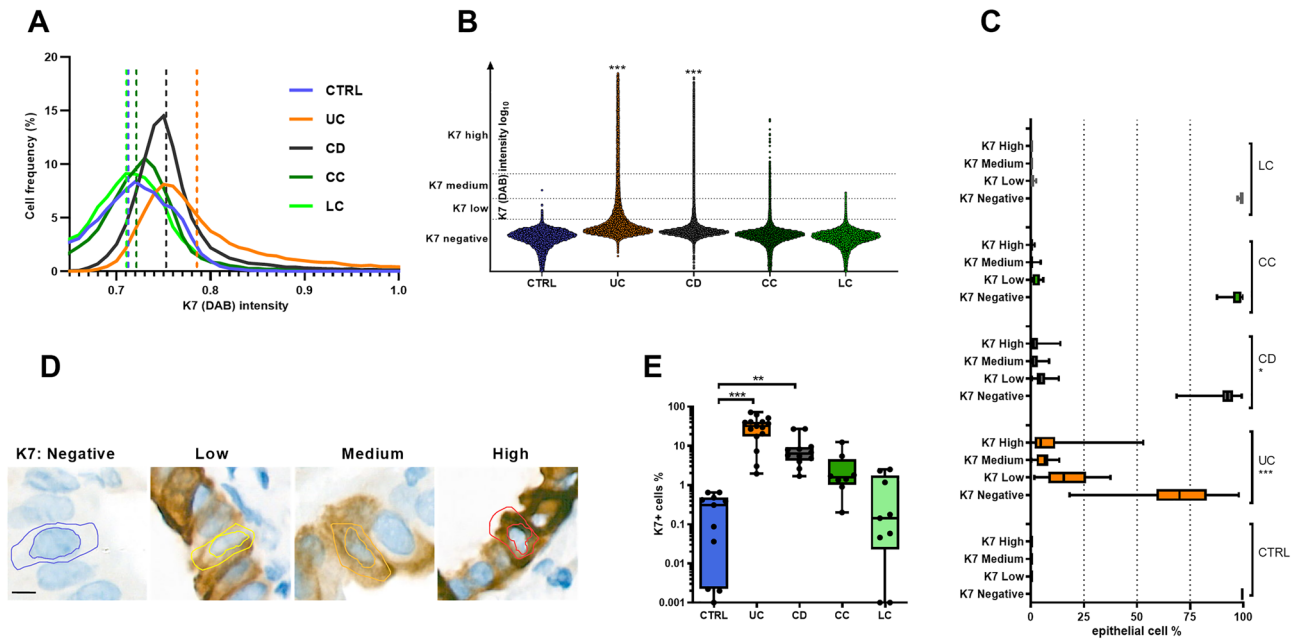 A
Cell frequency (%)
20
15
10
5
0
0.7
0.8
0.9
1.0
K7 (DAB) intensity
CTRL
UC
CD
CC
LC
B
K7 (DAB) intensity log10
K7 high
K7 medium
K7 low
K7 negative
***
***
CTRL
UC
CD
CC
LC
C
K7 High
K7 Medium
K7 Low
K7 Negative
LC
K7 High
K7 Medium
K7 Low
K7 Negative
CC
K7 High
K7 Medium
K7 Low
K7 Negative
CD
*
K7 High
K7 Medium
K7 Low
K7 Negative
UC
***
K7 High
K7 Medium
K7 Low
K7 Negative
CTRL
0
25
50
75
100
epithelial cell %
D
K7: Negative
Low
Medium
High
E
**
***
K7+ cells %
100
10
1
0.1
0.01
0.001
CTRL
UC
CD
CC
LC